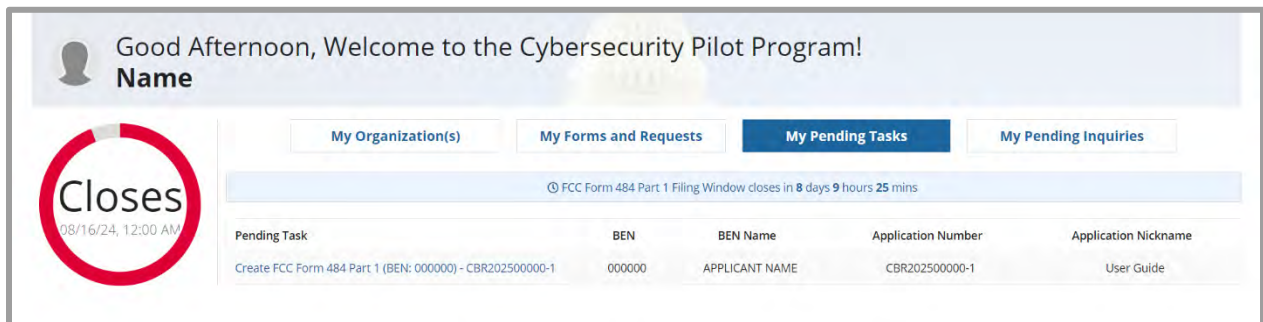 Good Afternoon, Welcome to the Cybersecurity Pilot Program!
Name
Closes
08/16/24, 12:00 AM
My Organization(s) My Forms and Requests My Pending Tasks My Pending Inquiries
FCC Form 484 Part 1 Filing Window closes in 8 days 9 hours 25 mins
Pending Task BEN BEN Name Application Number Application Nickname
Create FCC Form 484 Part 1 (BEN: 000000) - CBR202500000-1 000000 APPLICANT NAME CBR202500000-1 User Guide